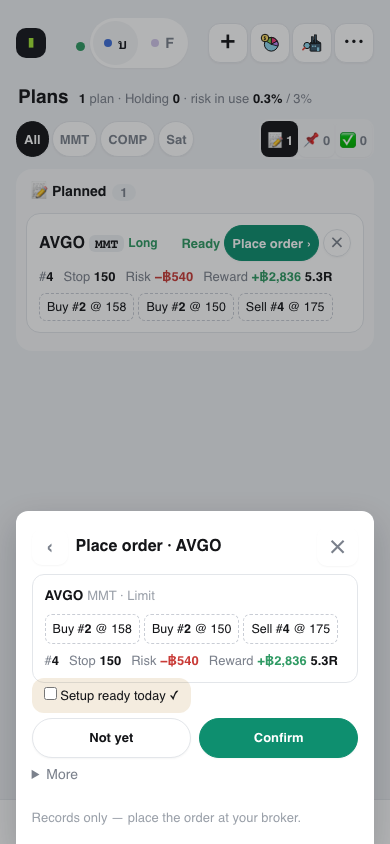 บ F
Plans 1 plan · Holding 0 · risk in use 0.3% / 3%
All MMT COMP Sat 1 0 0
Planned 1
AVGO MMT Long Ready Place order ›
#4 Stop 150 Risk −฿540 Reward +฿2,836 5.3R
Buy #2 @ 158 Buy #2 @ 150 Sell #4 @ 175
Place order · AVGO
AVGO MMT · Limit
Buy #2 @ 158 Buy #2 @ 150 Sell #4 @ 175
#4 Stop 150 Risk −฿540 Reward +฿2,836 5.3R
Setup ready today ✓
Not yet Confirm
More
Records only — place the order at your broker.